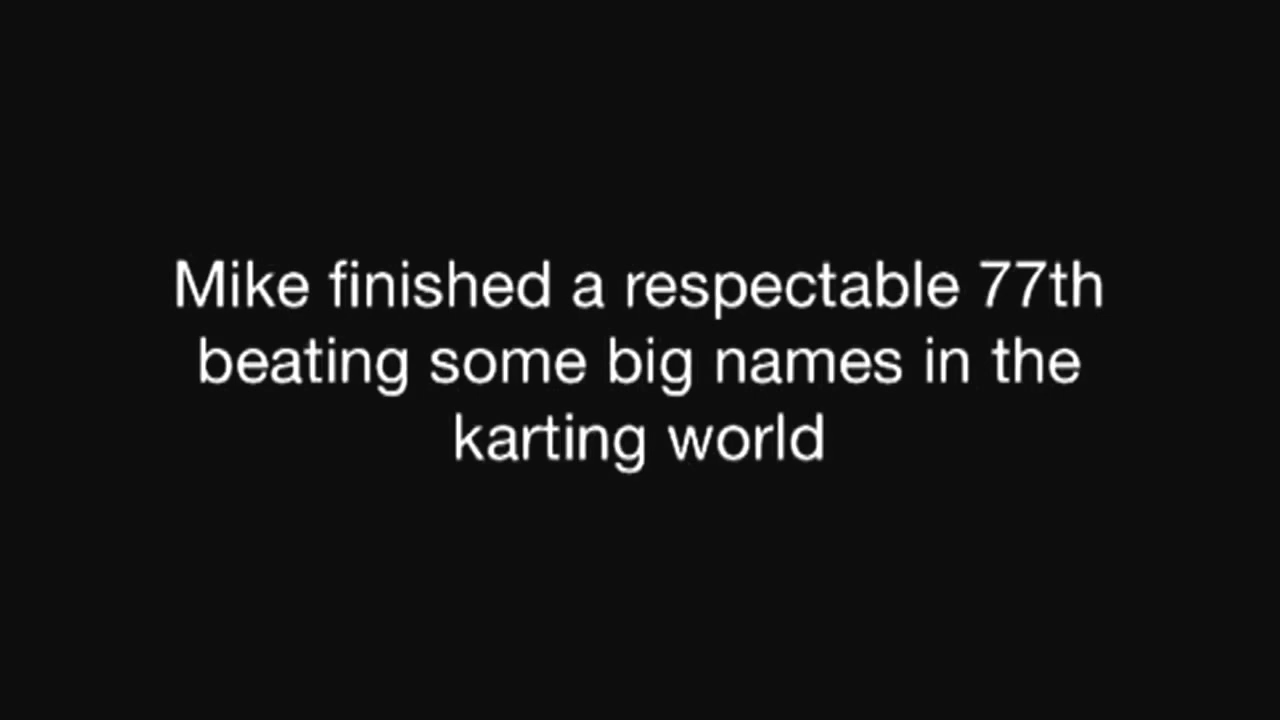 Mike finished a respectable 77th
beating some big names in the
karting world